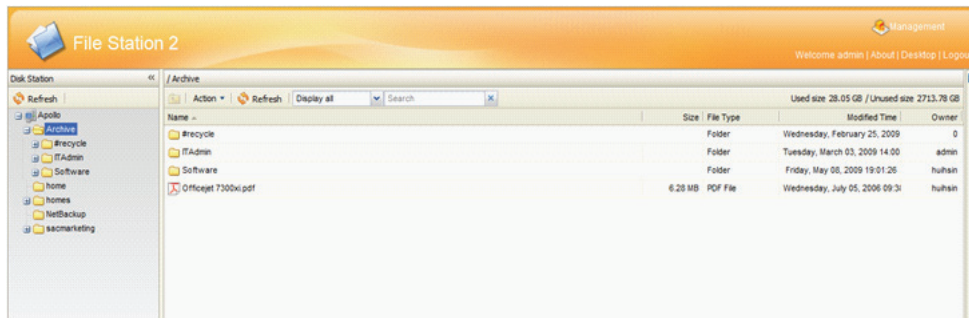 File Station 2
Management
Welcome admin | About | Desktop | Logou
Disk Station «
/ Archive
Refresh
Action Refresh Display all Search
Used size 28.05 GB / Unused size 2713.78 GB
Apollo
Archive
#recycle
ITAdmin
Software
home
homes
NetBackup
sacmarketing
Name Size File Type Modified Time Owner
#recycle Folder Wednesday, February 25, 2009 0
ITAdmin Folder Tuesday, March 03, 2009 14:00 admin
Software Folder Friday, May 08, 2009 19:01:26 huihsin
Officejet 7300xi.pdf 6.28 MB PDF File Wednesday, July 05, 2006 09:3 huihsin